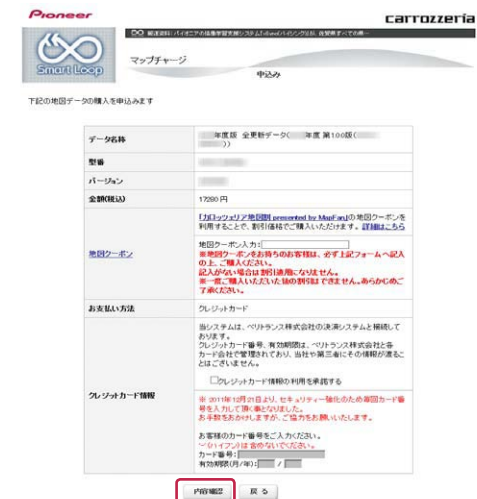 Pioneer
carrozzeria
Smart Loop
マップチャージ
申込み
下記の地図データの購入を申込みます
データ名称
年度版 全更新データ( 年度 第1.00版(
))
型番
バージョン
金額(税込)
17280 円
地図クーポン
「カロッツェリア地図割 presented by MapFan」の地図クーポンを
利用することで、割引価格でご購入いただけます。 詳細はこちら
地図クーポン入力:
※地図クーポンをお持ちのお客様は、必ず上記フォームへ記入
の上、ご購入ください。
記入がない場合は割引適用になりません。
※一度ご購入いただいた後の割引は できません。あらかじめご
了承ください。
お支払い方法
クレジットカード
クレジットカード情報
当システムは、ベリトランス株式会社の決済システムと接続して
おります。
クレジットカード番号、有効期限は、ベリトランス株式会社と各
カード会社で管理されており、当社や第三者にその情報が渡るこ
とはございません。
クレジットカード情報の利用を承諾する
※ 2011年12月21日より、セキュリティー強化のため毎回カード番
号を入力して頂く事となりました。
お手数をおかけしますが、ご協力をお願いいたします。
お客様のカード番号をご入力ください。
'-'(ハイフン)は含めないでください。
カード番号:
有効期限(月/年): /
内容確認
戻る